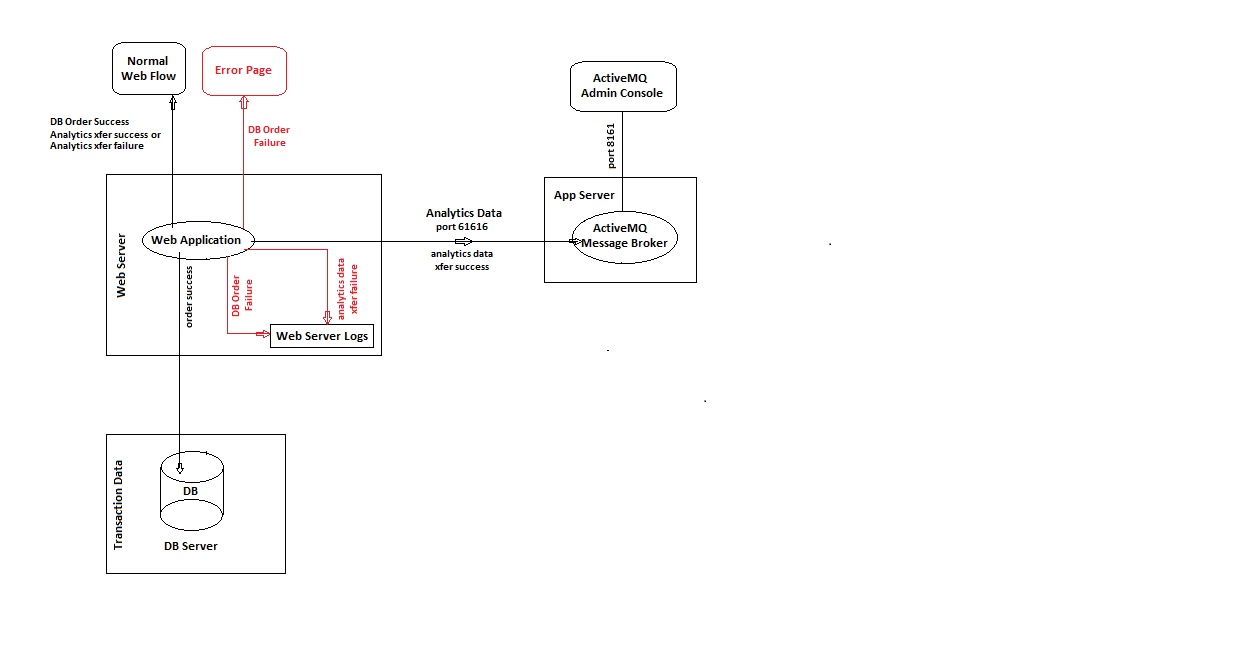 Normal
Web Flow
Error Page
ActiveMQ
Admin Console
DB Order Success
Analytics xfer success or
Analytics xfer failure
DB Order
Failure
port 8161
Web Server
Web Application
order success
DB Order
Failure
analytics data
xfer failure
Web Server Logs
Analytics Data
port 61616
analytics data
xfer success
App Server
ActiveMQ
Message Broker
Transaction Data
DB
DB Server